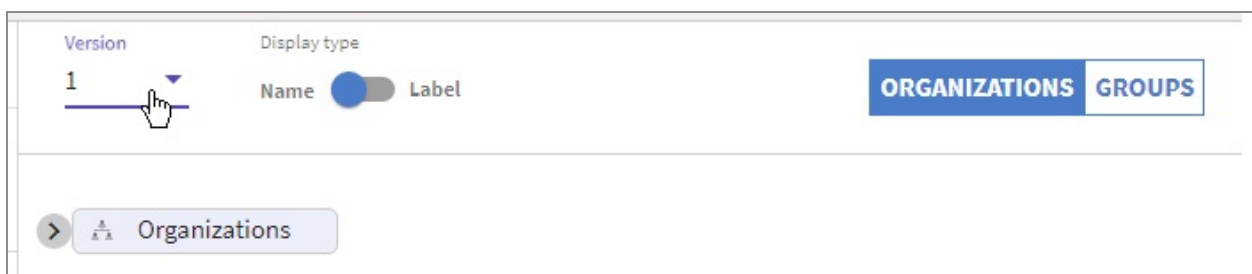 Version Display type
1 Name Label ORGANIZATIONS GROUPS
Organizations